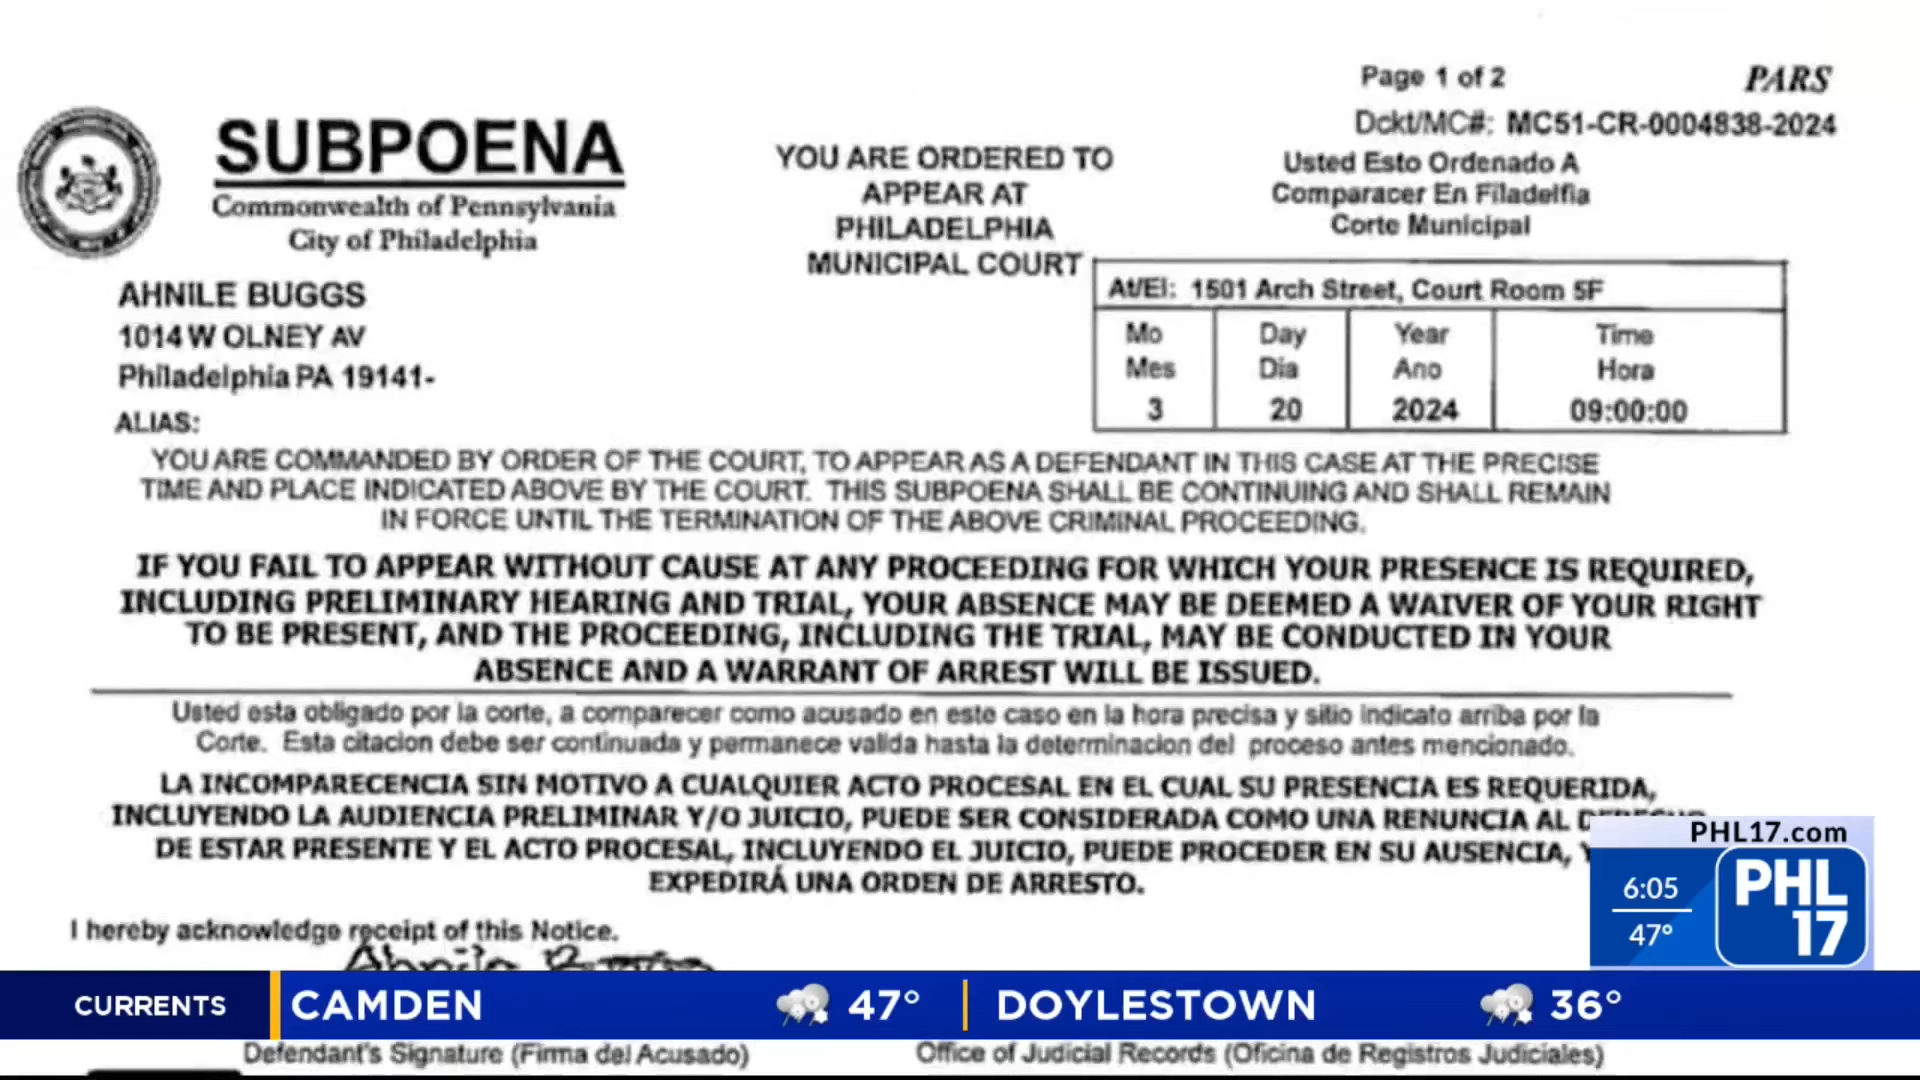 Page 1 of 2
PARS
Dckt/MC#: MC51-CR-0004838-2024
SUBPOENA
Commonwealth of Pennsylvania
City of Philadelphia
YOU ARE ORDERED TO
APPEAR AT
PHILADELPHIA
MUNICIPAL COURT
Usted Esto Ordenado A
Comparacer En Filadelfia
Corte Municipal
AHNILE BUGGS
1014 W OLNEY AV
Philadelphia PA 19141-
ALIAS:
At/El: 1501 Arch Street, Court Room 5F
Mo Day Year Time
Mes Dia Ano Hora
3 20 2024 09:00:00
YOU ARE COMMANDED BY ORDER OF THE COURT, TO APPEAR AS A DEFENDANT IN THIS CASE AT THE PRECISE
TIME AND PLACE INDICATED ABOVE BY THE COURT. THIS SUBPOENA SHALL BE CONTINUING AND SHALL REMAIN
IN FORCE UNTIL THE TERMINATION OF THE ABOVE CRIMINAL PROCEEDING.
IF YOU FAIL TO APPEAR WITHOUT CAUSE AT ANY PROCEEDING FOR WHICH YOUR PRESENCE IS REQUIRED,
INCLUDING PRELIMINARY HEARING AND TRIAL, YOUR ABSENCE MAY BE DEEMED A WAIVER OF YOUR RIGHT
TO BE PRESENT, AND THE PROCEEDING, INCLUDING THE TRIAL, MAY BE CONDUCTED IN YOUR
ABSENCE AND A WARRANT OF ARREST WILL BE ISSUED.
Usted esta obligado por la corte, a comparecer como acusado en este caso en la hora precisa y sitio indicato arriba por la
Corte. Esta citacion debe ser continuada y permanece valida hasta la determinacion del proceso antes mencionado.
LA INCOMPARECENCIA SIN MOTIVO A CUALQUIER ACTO PROCESAL EN EL CUAL SU PRESENCIA ES REQUERIDA,
INCLUYENDO LA AUDIENCIA PRELIMINAR Y/O JUICIO, PUEDE SER CONSIDERADA COMO UNA RENUNCIA AL DERECHO
DE ESTAR PRESENTE Y EL ACTO PROCESAL, INCLUYENDO EL JUICIO, PUEDE PROCEDER EN SU AUSENCIA, Y
EXPEDIRÁ UNA ORDEN DE ARRESTO.
I hereby acknowledge receipt of this Notice.
Ahnile Buggs
PHL17.com
6:05
47°
PHL
17
CURRENTS CAMDEN 47° DOYLESTOWN 36°
Defendant's Signature (Firma del Acusado)
Office of Judicial Records (Oficina de Registros Judiciales)